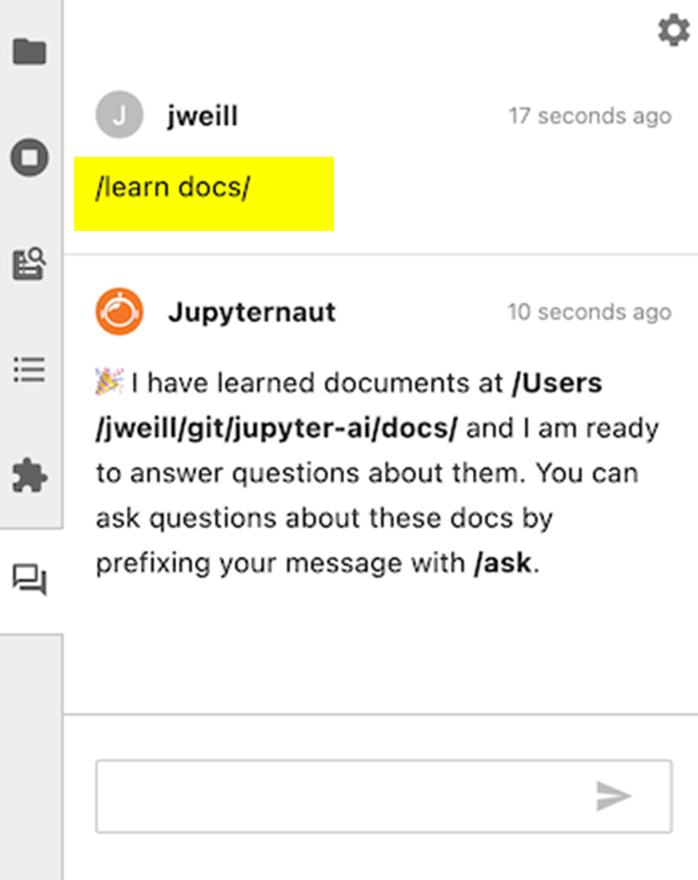 J jweill 17 seconds ago
/learn docs/
Jupyternaut 10 seconds ago
🎉 I have learned documents at /Users
/jweill/git/jupyter-ai/docs/ and I am ready
to answer questions about them. You can
ask questions about these docs by
prefixing your message with /ask.